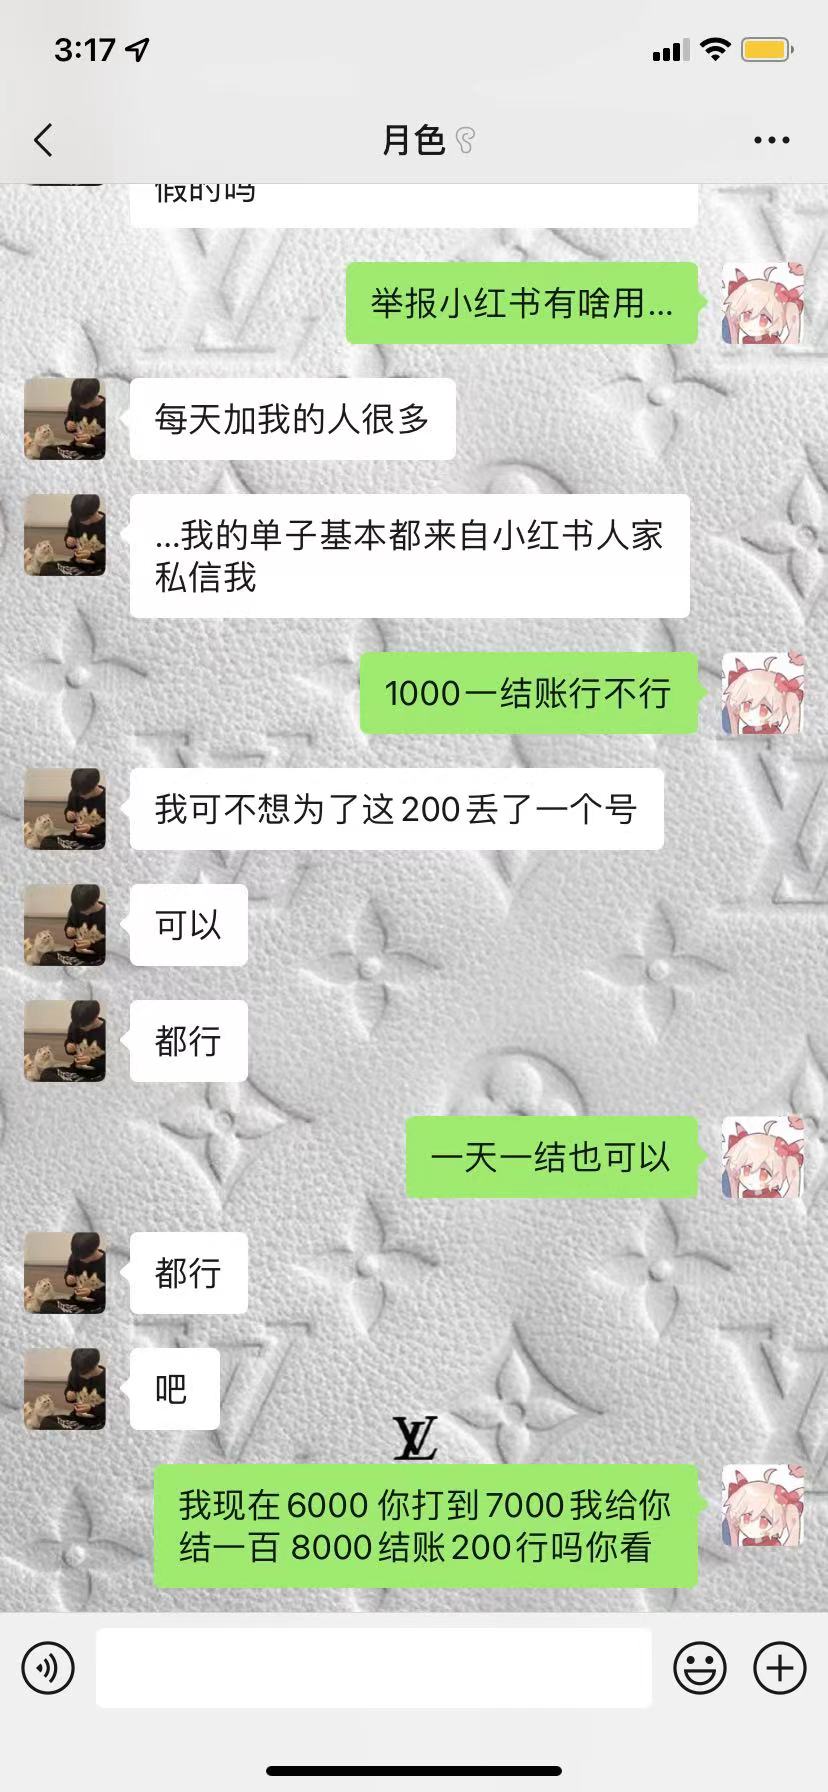 3:17
月色
假的吗
举报小红书有啥用...
每天加我的人很多
...我的单子基本都来自小红书人家
私信我
1000一结账行不行
我可不想为了这200丢了一个号
可以
都行
一天一结也可以
都行
吧
LV
我现在6000 你打到7000我给你
结一百 8000结账200行吗你看